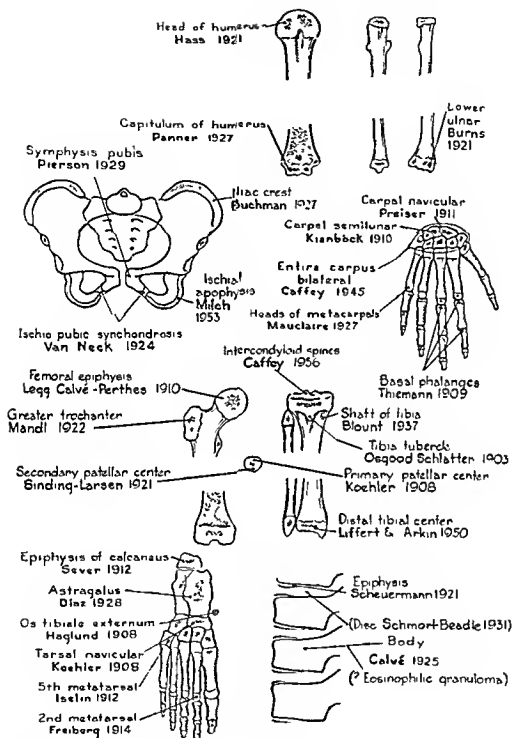 Head of humerus
Hass 1921
Capitulum of humerus
Panner 1927
Lower
ulnar
Burns
1921
Symphysis pubis
Pierson 1929
Iliac crest
Buchman 1927
Carpal navicular
Preiser 1911
Carpel semilunar
Kienböck 1910
Entire carpus
bilateral
Caffey 1945
Ischial
apophysis
Milch
1953
Heads of metacarpals
Mauclaire 1927
Ischio pubic synchondrosis
Van Neck 1924
Basal phalanges
Thiemann 1909
Intercondyloid spines
Caffey 1956
Femoral epiphysis
Legg Calvé-Perthes 1910
Greater trochanter
Mandl 1922
Shaft of tibia
Blount 1937
Tibia tubercle
Osgood Schlatter 1903
Secondary patellar center
Sinding-Larsen 1921
Primary patellar center
Koehler 1908
Distal tibial center
Liffert & Arkin 1950
Epiphysis of calcaneus
Sever 1912
Astragalus
Diaz 1928
Os tibiale externum
Haglund 1908
Tarsal navicular
Koehler 1908
5th metatarsal
Iselin 1912
2nd metatarsal
Freiberg 1914
Epiphysis
Scheuermann 1921
(Disc Schmorl-Beadle 1931)
Body
Calvé 1925
(? Eosinophilic granuloma)